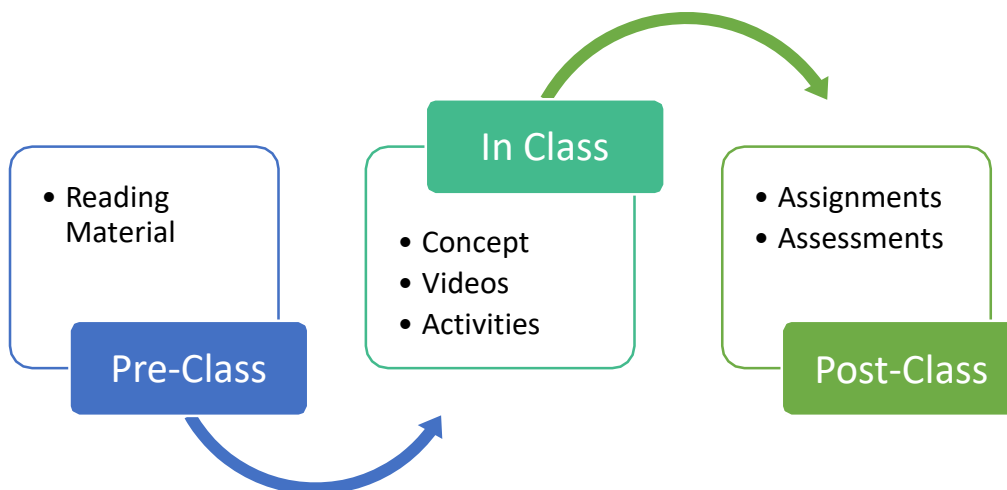 • Reading
Material
Pre-Class
In Class
• Concept
• Videos
• Activities
• Assignments
• Assessments
Post-Class